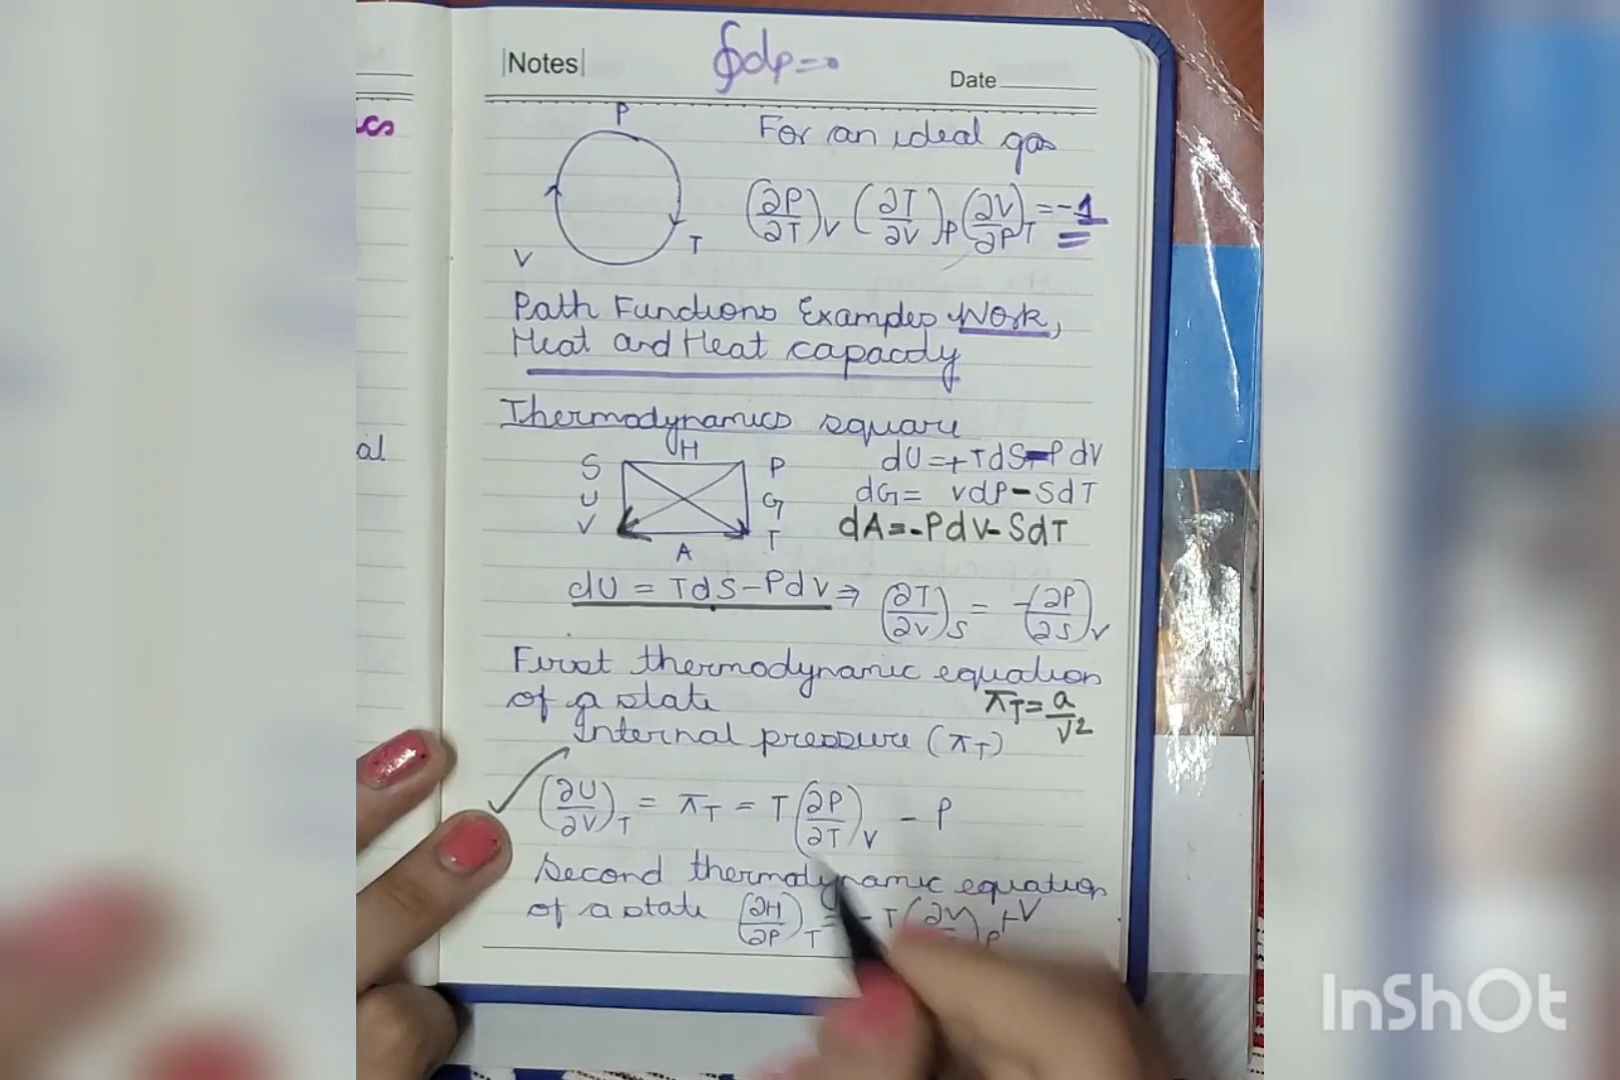 Notes
∮dp=0
Date
cs
P
For an ideal gas
(∂P/∂T)V (∂T/∂V)P (∂V/∂P)T = -1
V
T
Path Functions Examples Work,
Heat and Heat capacity
al
Thermodynamics square
H
S P dU=+TdS-PdV
U G dG= VdP-SdT
V T dA=-PdV-SdT
A
dU = TdS-PdV ⇒ (∂T/∂V)S = -(∂P/∂S)V
First thermodynamic equation
of a state πT=a/V²
Internal pressure (πT)
(∂U/∂V)T = πT = T(∂P/∂T)V - P
Second thermodynamic equation
of a state (∂H/∂P)T = -T(∂V/ )P +V
InShOt